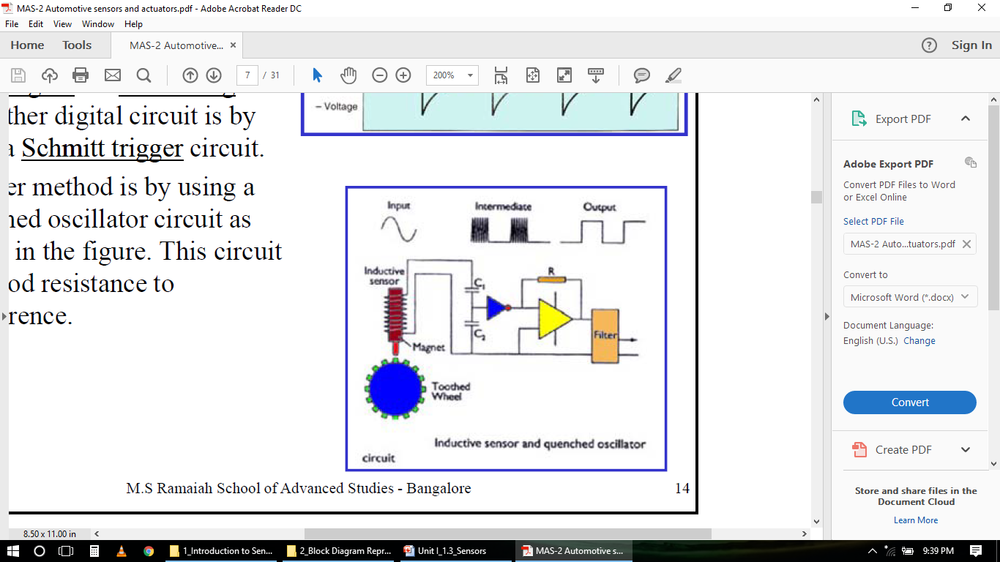 MAS-2 Automotive sensors and actuators.pdf - Adobe Acrobat Reader DC
File Edit View Window Help
Home Tools MAS-2 Automotive... × ? Sign In
7 / 31 200%
ther digital circuit is by
a Schmitt trigger circuit.
er method is by using a
ned oscillator circuit as
in the figure. This circuit
od resistance to
rence.
– Voltage
Input Intermediate Output
Inductive
sensor
C1
R
C2
Magnet
Filter
Toothed
Wheel
Inductive sensor and quenched oscillator
circuit
M.S Ramaiah School of Advanced Studies - Bangalore 14
8.50 x 11.00 in
Export PDF
Adobe Export PDF
Convert PDF Files to Word
or Excel Online
Select PDF File
MAS-2 Auto...tuators.pdf
Convert to
Microsoft Word (*.docx)
Document Language:
English (U.S.) Change
Convert
Create PDF
Store and share files in the
Document Cloud
Learn More
1_Introduction to Sen... 2_Block Diagram Repr... Unit I_1.3_Sensors MAS-2 Automotive s... 9:39 PM